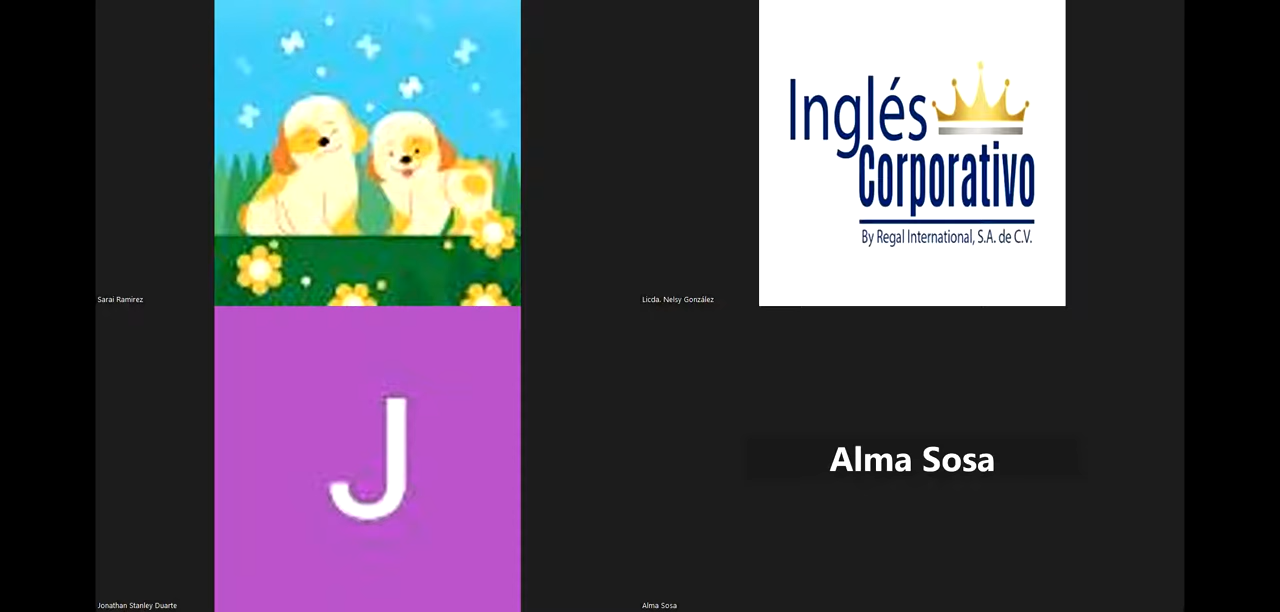 Inglés
Corporativo
By Regal International, S.A. de C.V.
Sarai Ramirez
Licda. Nelsy González
J
Alma Sosa
Jonathan Stanley Duarte
Alma Sosa